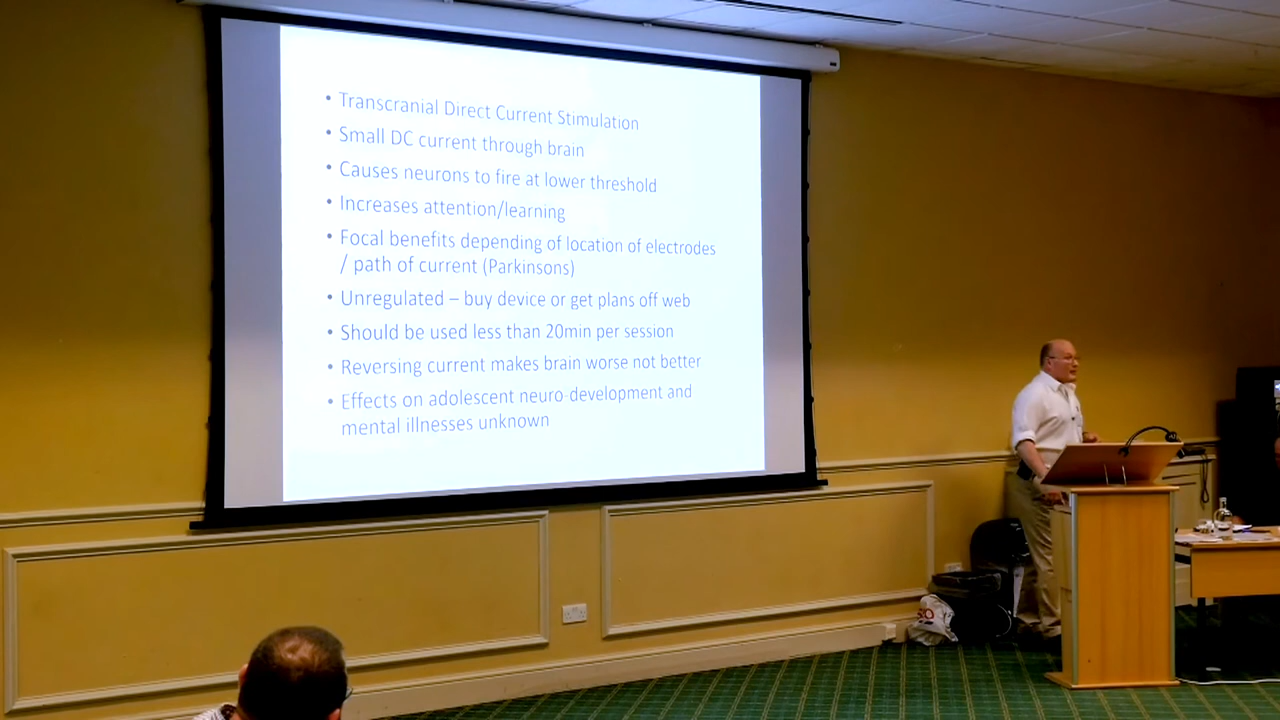 • Transcranial Direct Current Stimulation
• Small DC current through brain
• Causes neurons to fire at lower threshold
• Increases attention/learning
• Focal benefits depending of location of electrodes
/ path of current (Parkinsons)
• Unregulated – buy device or get plans off web
• Should be used less than 20min per session
• Reversing current makes brain worse not better
• Effects on adolescent neuro-development and
mental illnesses unknown